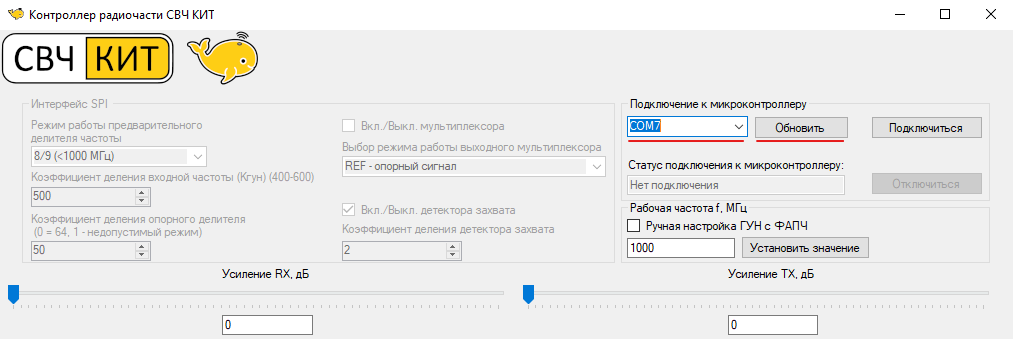 Контроллер радиочасти СВЧ КИТ
СВЧ КИТ
Интерфейс SPI
Режим работы предварительного
делителя частоты
8/9 (<1000 МГц)
Коэффициент деления входной частоты (Кгун) (400-600)
500
Коэффициент деления опорного делителя
(0 = 64, 1 - недопустимый режим)
50
Вкл./Выкл. мультиплексора
Выбор режима работы выходного мультиплексора
REF - опорный сигнал
Вкл./Выкл. детектора захвата
Коэффициент деления детектора захвата
2
Подключение к микроконтроллеру
COM7
Обновить
Подключиться
Статус подключения к микроконтроллеру:
Нет подключения
Отключиться
Рабочая частота f, МГц
Ручная настройка ГУН с ФАПЧ
1000
Установить значение
Усиление RX, дБ
0
Усиление TX, дБ
0